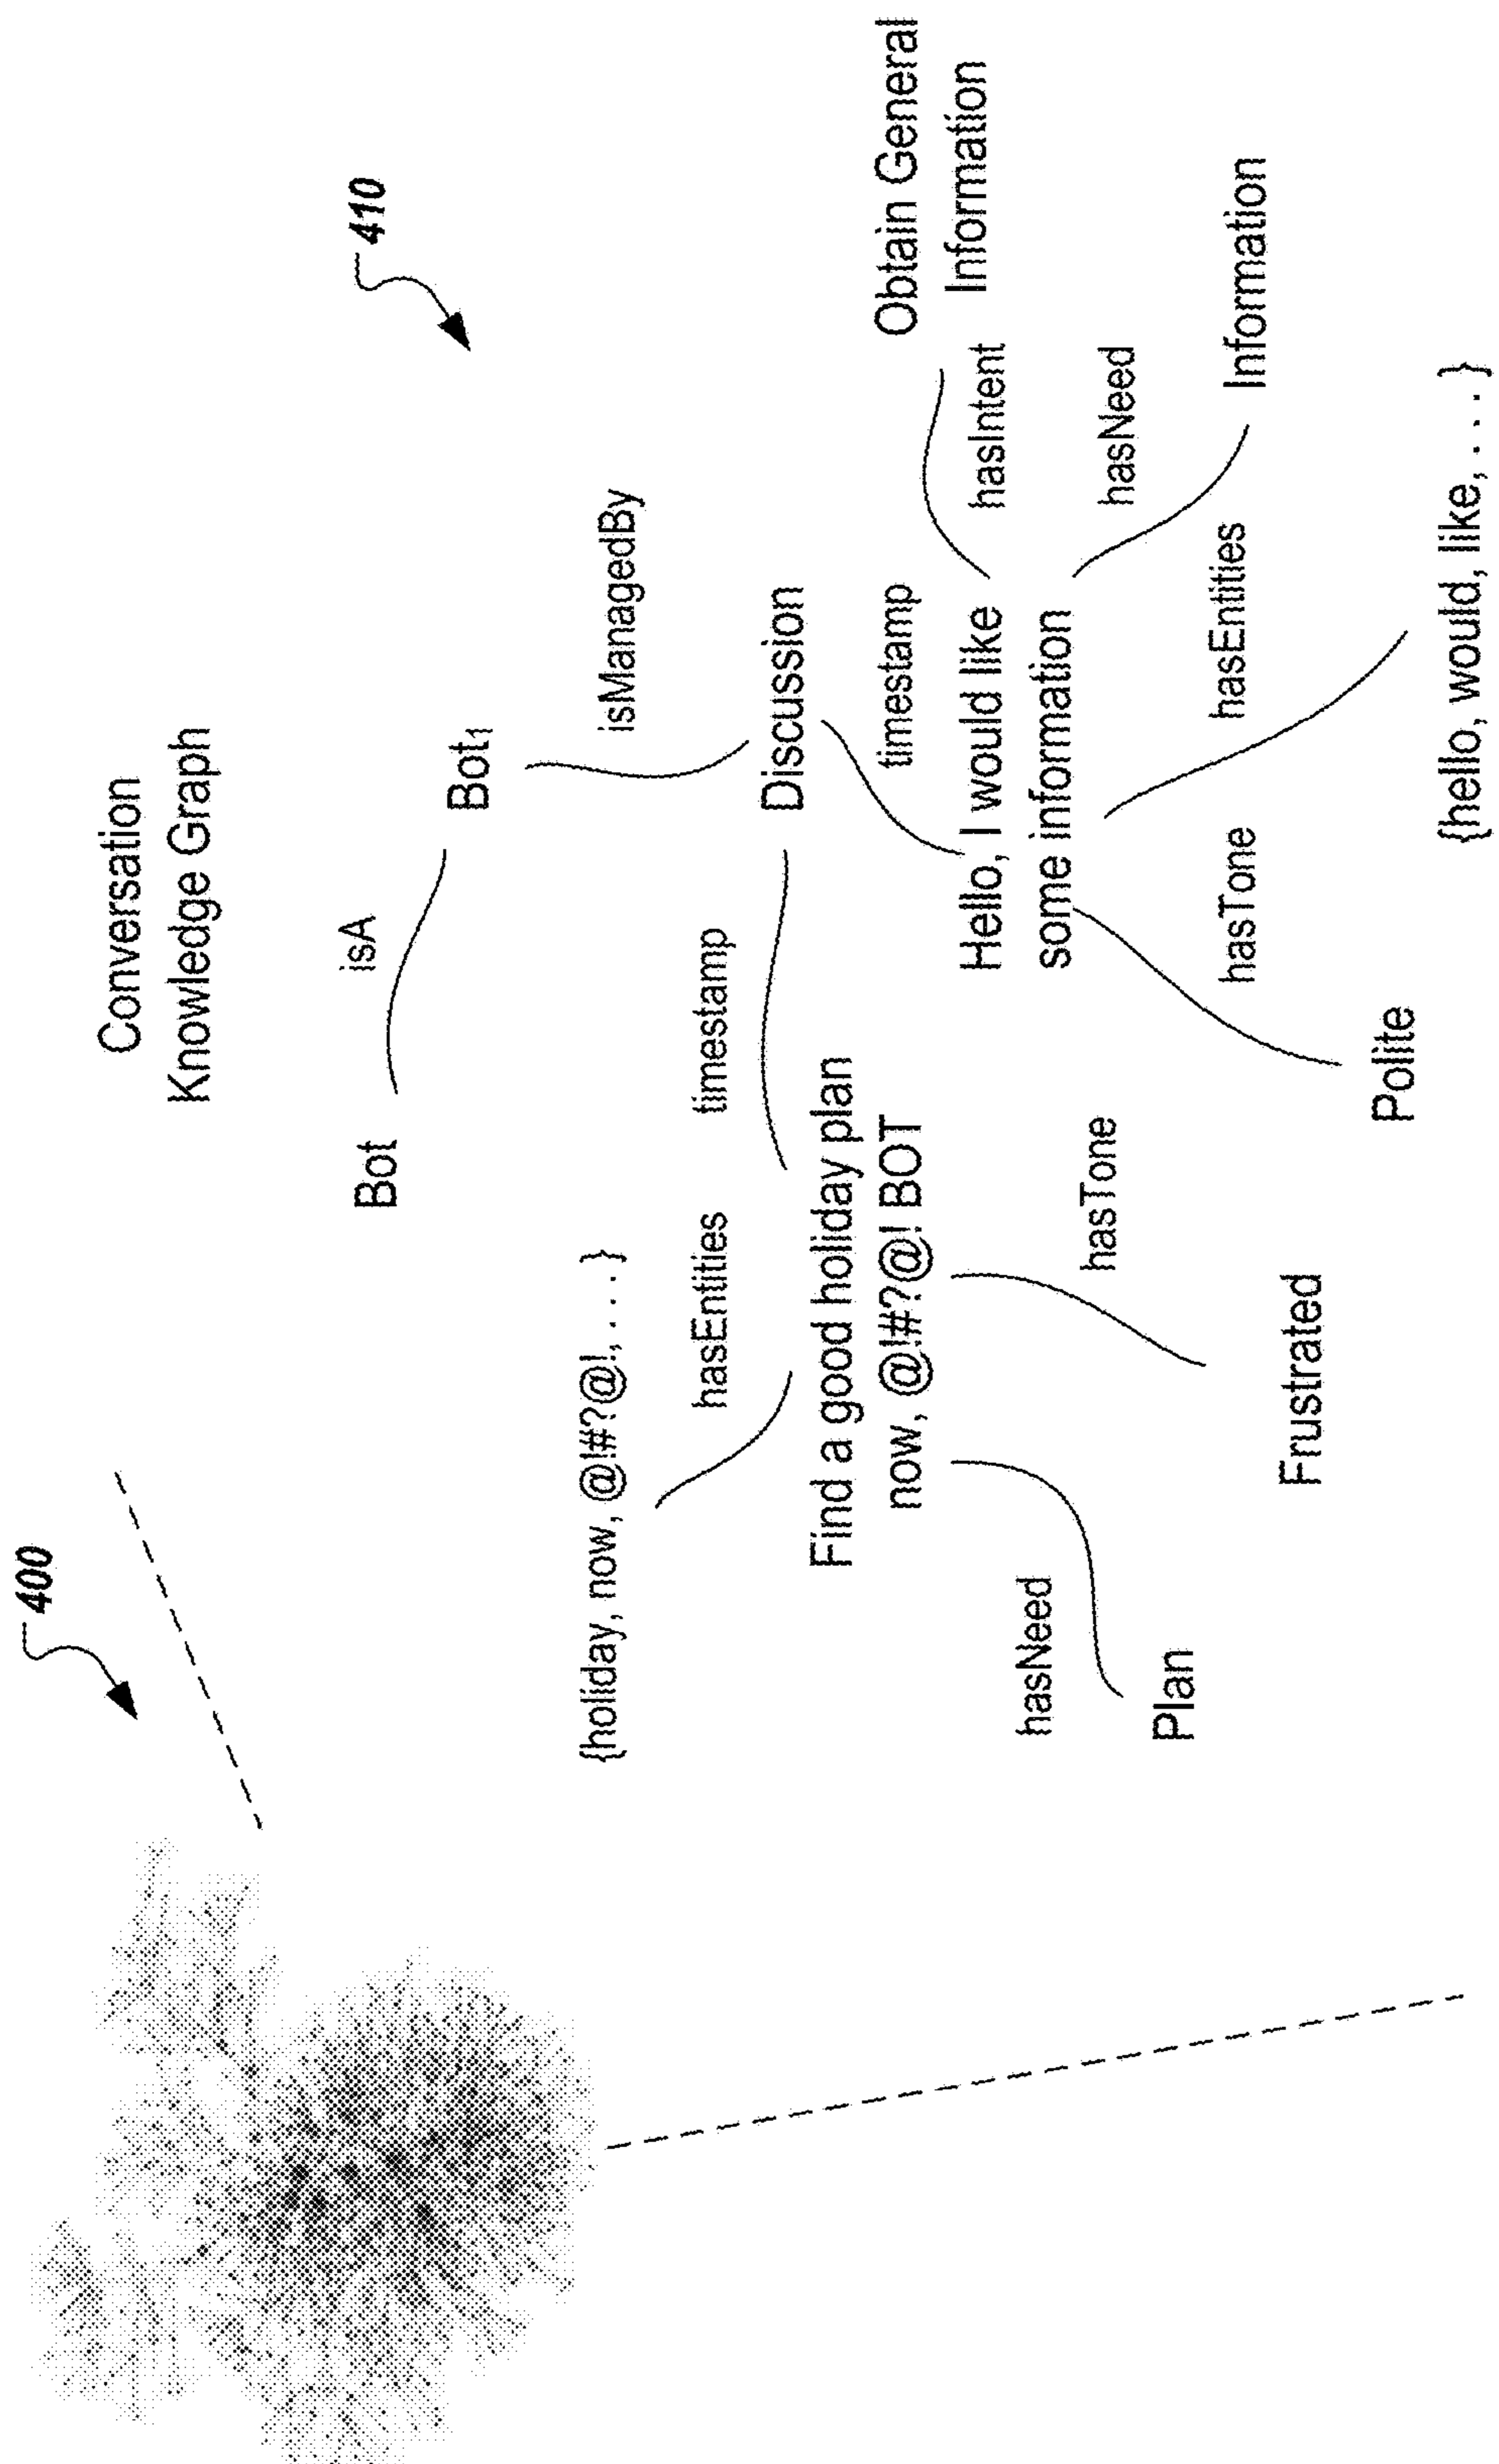 400
Conversation
Knowledge Graph
410
isA
Bot
Bot1
isManagedBy
{holiday, now, @!#?@!, . . . }
hasEntities
timestamp
Discussion
timestamp
Find a good holiday plan
now, @!#?@! BOT
Hello, I would like
some information
Obtain General
Information
hasIntent
hasNeed
hasNeed
hasTone
hasTone
hasEntities
Information
Plan
Frustrated
Polite
{hello, would, like, . . . }